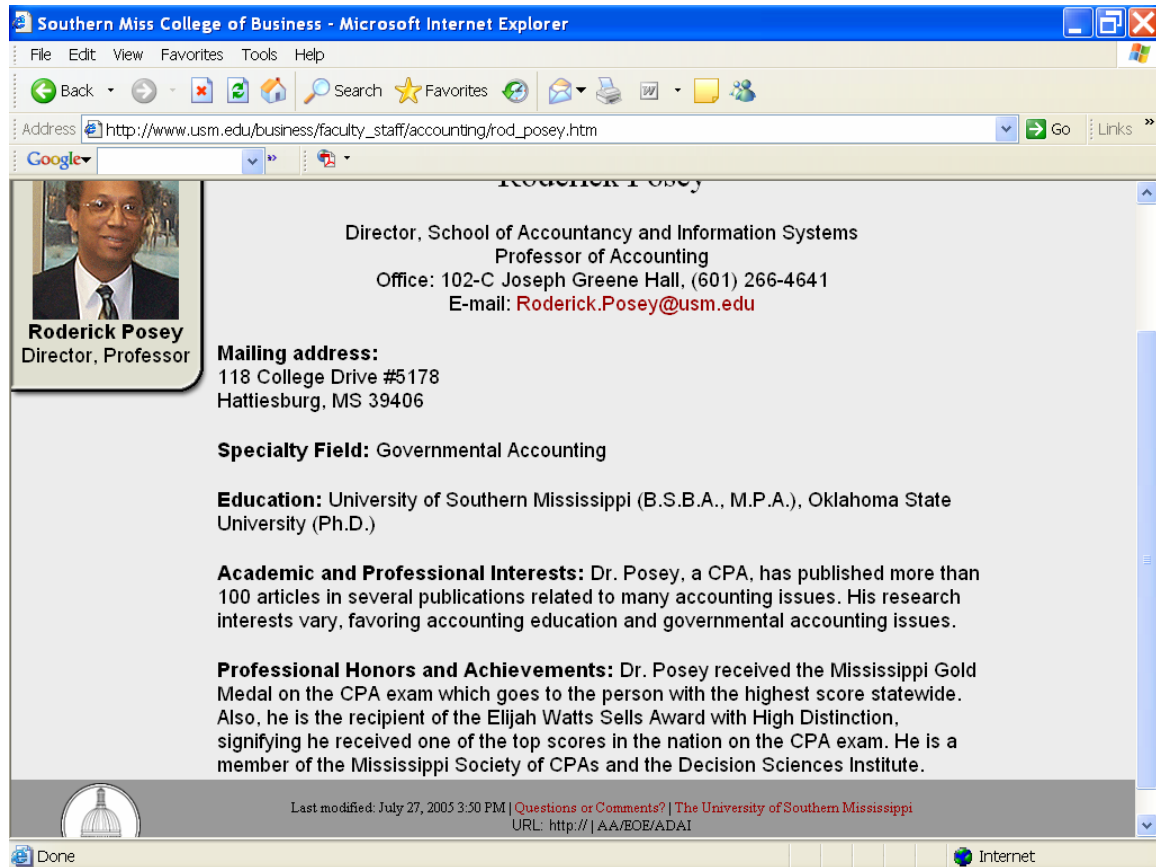 Southern Miss College of Business - Microsoft Internet Explorer
File Edit View Favorites Tools Help
Back Search Favorites
Address http://www.usm.edu/business/faculty_staff/accounting/rod_posey.htm Go Links »
Google »
Roderick Posey
Director, School of Accountancy and Information Systems
Professor of Accounting
Office: 102-C Joseph Greene Hall, (601) 266-4641
E-mail: Roderick.Posey@usm.edu
Roderick Posey
Director, Professor
Mailing address:
118 College Drive #5178
Hattiesburg, MS 39406
Specialty Field: Governmental Accounting
Education: University of Southern Mississippi (B.S.B.A., M.P.A.), Oklahoma State
University (Ph.D.)
Academic and Professional Interests: Dr. Posey, a CPA, has published more than
100 articles in several publications related to many accounting issues. His research
interests vary, favoring accounting education and governmental accounting issues.
Professional Honors and Achievements: Dr. Posey received the Mississippi Gold
Medal on the CPA exam which goes to the person with the highest score statewide.
Also, he is the recipient of the Elijah Watts Sells Award with High Distinction,
signifying he received one of the top scores in the nation on the CPA exam. He is a
member of the Mississippi Society of CPAs and the Decision Sciences Institute.
Last modified: July 27, 2005 3:50 PM | Questions or Comments? | The University of Southern Mississippi
URL: http:// | AA/EOE/ADAI
Done Internet